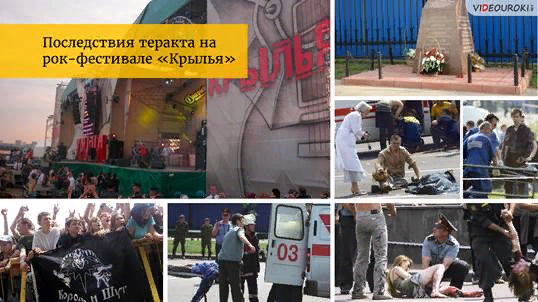 Последствия теракта на
рок-фестивале «Крылья»
VIDEOUROKI
КРЫЛЬЯ
03
Король и Шут